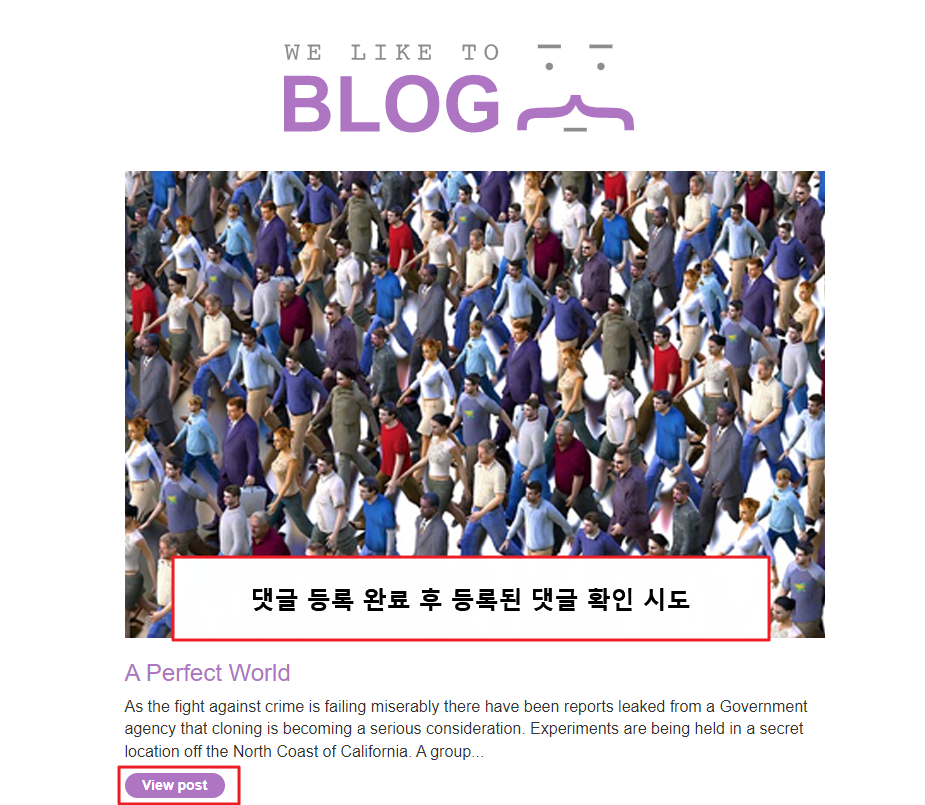 WE LIKE TO
BLOG
댓글 등록 완료 후 등록된 댓글 확인 시도
A Perfect World
As the fight against crime is failing miserably there have been reports leaked from a Government
agency that cloning is becoming a serious consideration. Experiments are being held in a secret
location off the North Coast of California. A group...
View post